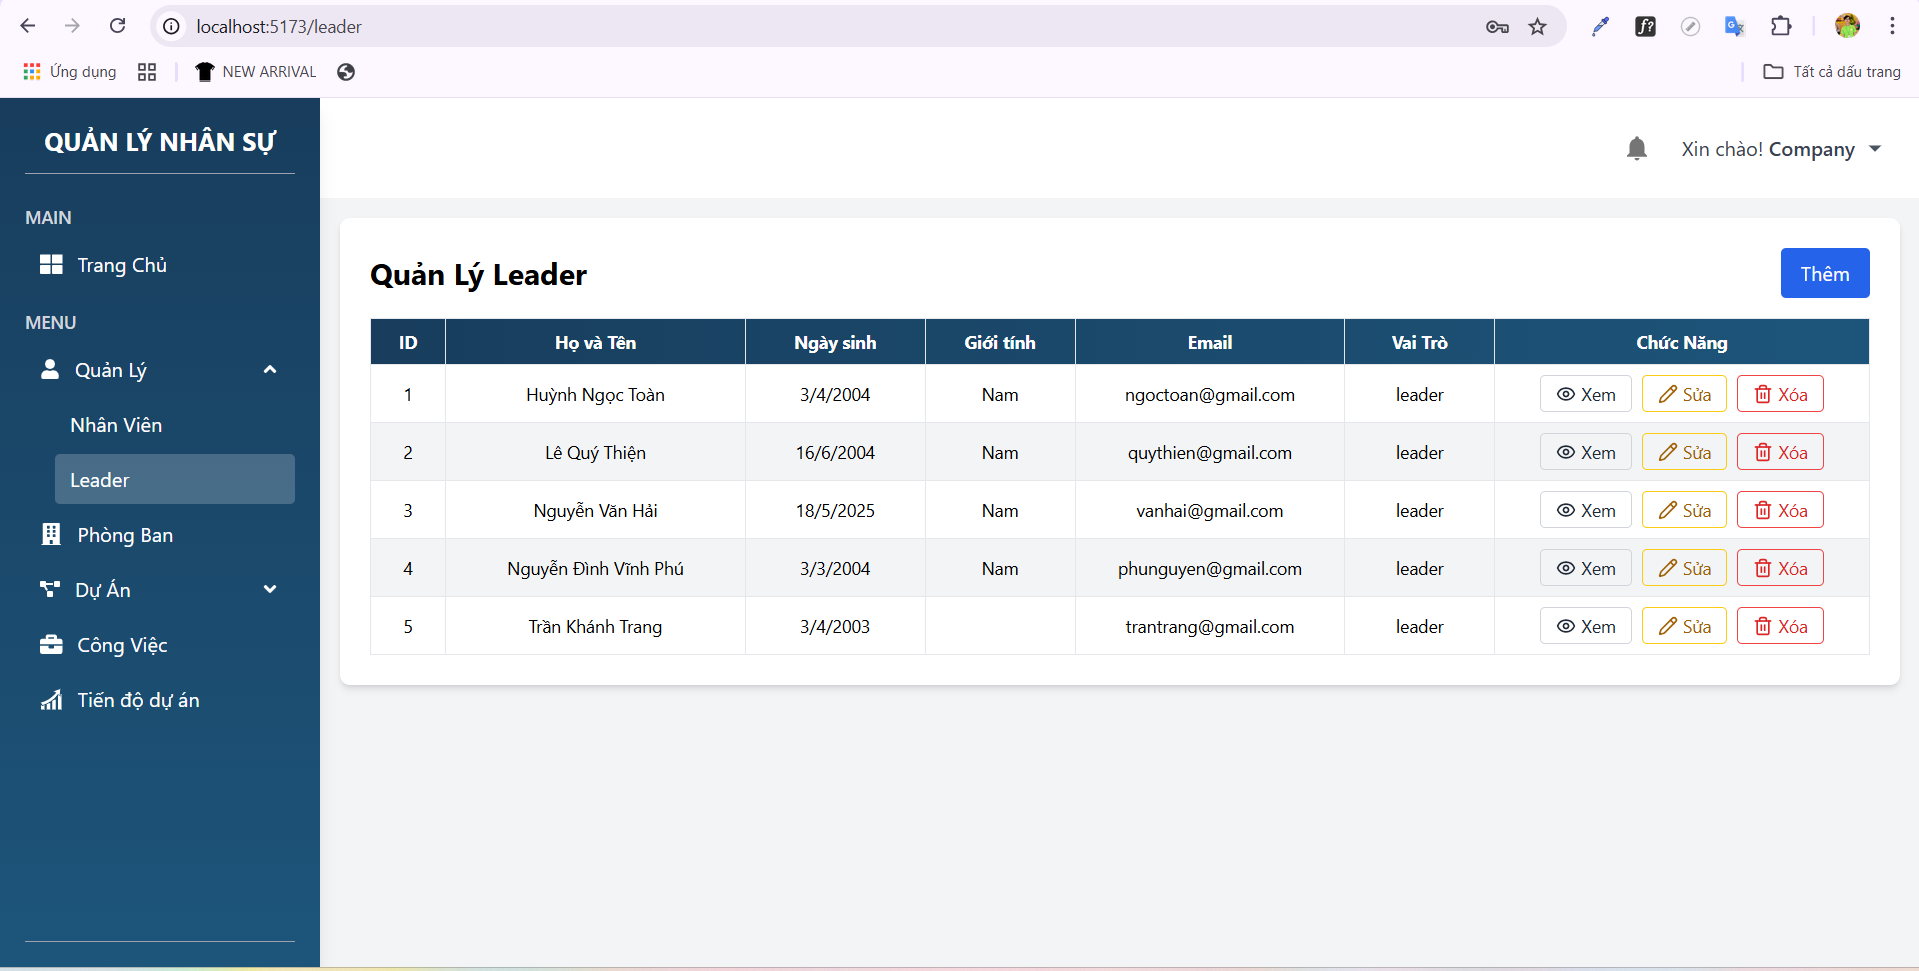 localhost:5173/leader
Ứng dụng
NEW ARRIVAL
Tất cả dấu trang
QUẢN LÝ NHÂN SỰ
MAIN
Trang Chủ
MENU
Quản Lý
Nhân Viên
Leader
Phòng Ban
Dự Án
Công Việc
Tiến độ dự án
Xin chào! Company
Quản Lý Leader
Thêm
ID Họ và Tên Ngày sinh Giới tính Email Vai Trò Chức Năng
1 Huỳnh Ngọc Toàn 3/4/2004 Nam ngoctoan@gmail.com leader Xem Sửa Xóa
2 Lê Quý Thiện 16/6/2004 Nam quythien@gmail.com leader Xem Sửa Xóa
3 Nguyễn Văn Hải 18/5/2025 Nam vanhai@gmail.com leader Xem Sửa Xóa
4 Nguyễn Đình Vĩnh Phú 3/3/2004 Nam phunguyen@gmail.com leader Xem Sửa Xóa
5 Trần Khánh Trang 3/4/2003 trantrang@gmail.com leader Xem Sửa Xóa